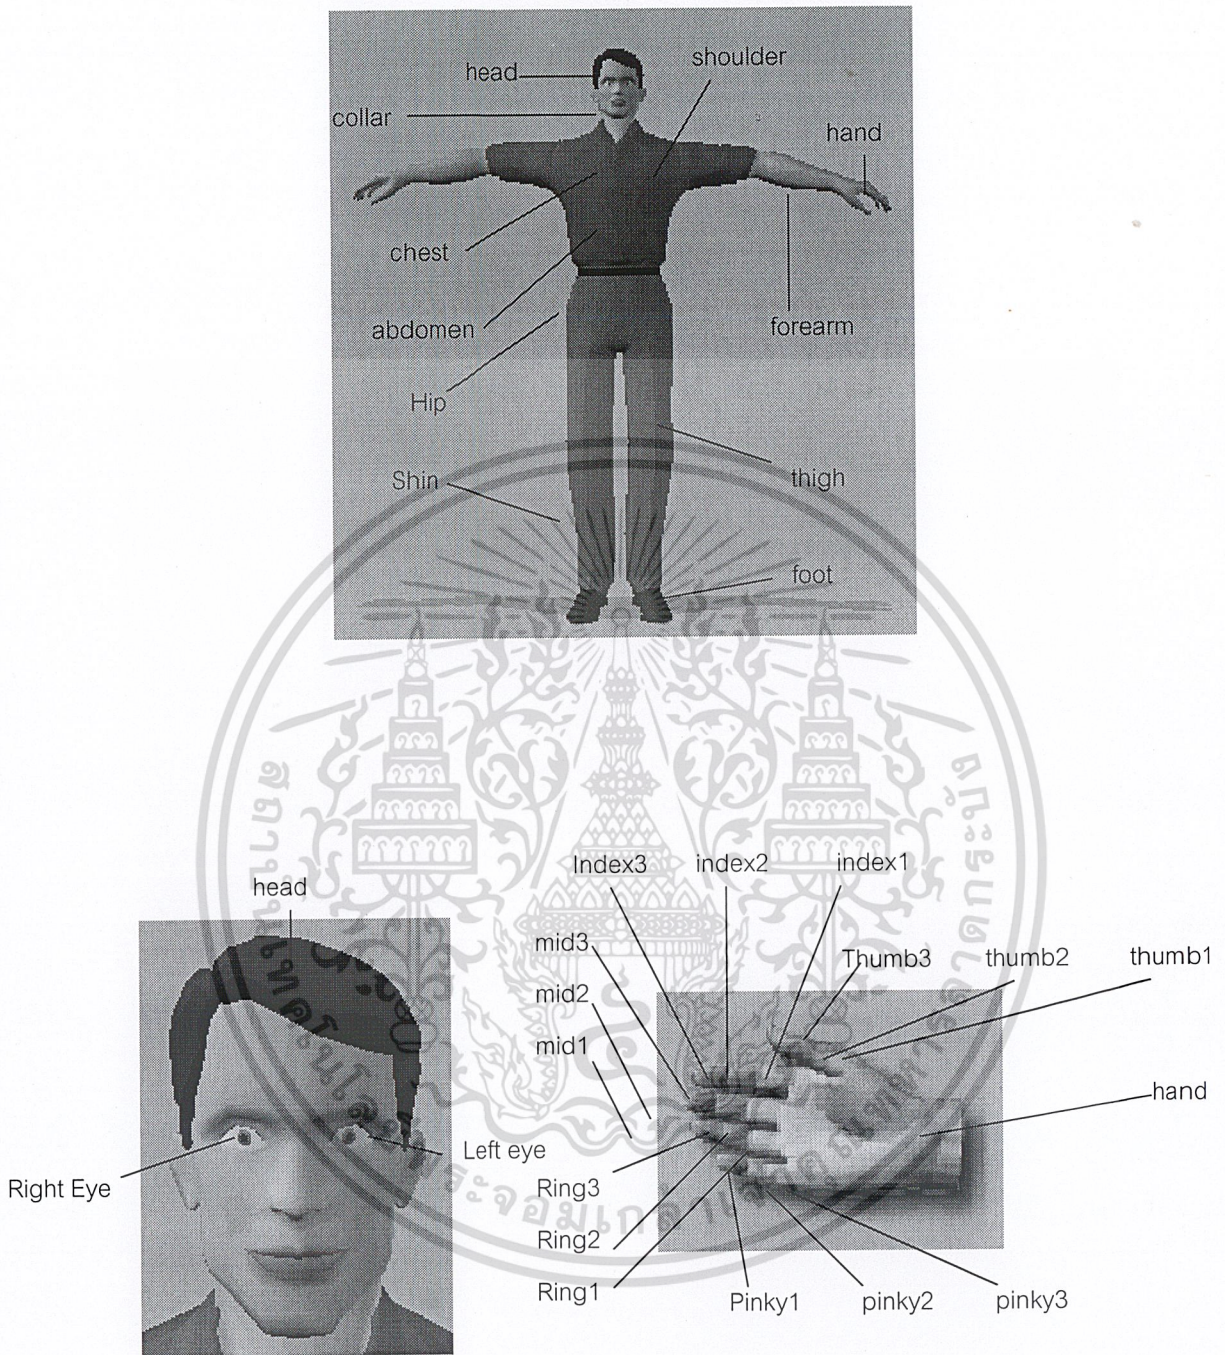 head
shoulder
collar
hand
chest
abdomen
forearm
Hip
Shin
thigh
foot
head
Right Eye
Left eye
Index3
index2
index1
mid3
mid2
mid1
Thumb3
thumb2
thumb1
hand
Ring3
Ring2
Ring1
Pinky1
pinky2
pinky3